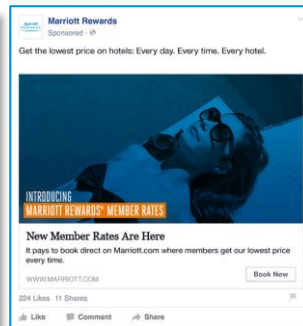 Marriott Rewards
Sponsored ·
Get the lowest price on hotels: Every day. Every time. Every hotel.
INTRODUCING
MARRIOTT REWARDS® MEMBER RATES
New Member Rates Are Here
It pays to book direct on Marriott.com where members get our lowest price
every time.
WWW.MARRIOTT.COM
Book Now
224 Likes 11 Shares
Like Comment Share